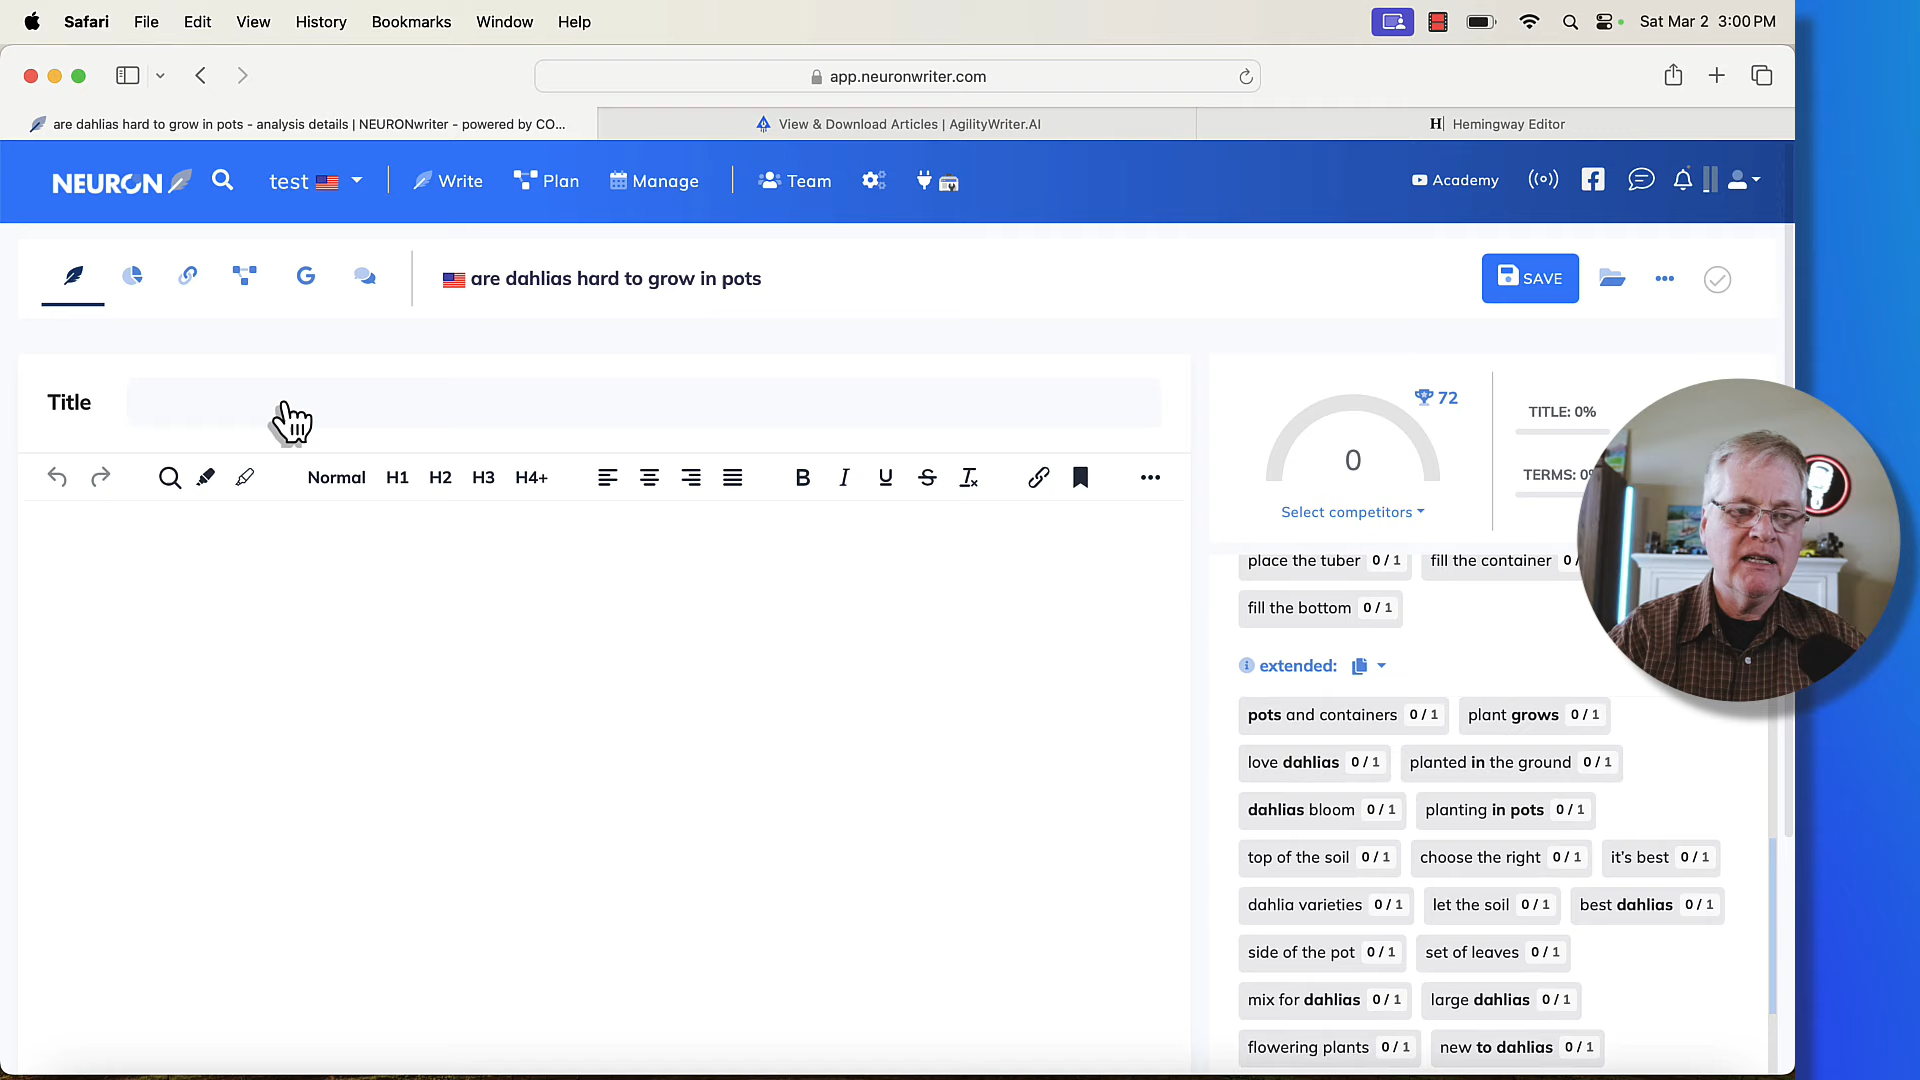 Safari File Edit View History Bookmarks Window Help Sat Mar 2 3:00 PM
app.neuronwriter.com
are dahlias hard to grow in pots - analysis details | NEURONwriter - powered by CO... View & Download Articles | AgilityWriter.AI H Hemingway Editor
NEURON test Write Plan Manage Team Academy
G are dahlias hard to grow in pots SAVE
Title
72
0
Select competitors
TITLE: 0%
TERMS: 0%
Normal H1 H2 H3 H4+ B I U S
place the tuber 0 / 1 fill the container 0 /
fill the bottom 0 / 1
extended:
pots and containers 0 / 1 plant grows 0 / 1
love dahlias 0 / 1 planted in the ground 0 / 1
dahlias bloom 0 / 1 planting in pots 0 / 1
top of the soil 0 / 1 choose the right 0 / 1 it's best 0 / 1
dahlia varieties 0 / 1 let the soil 0 / 1 best dahlias 0 / 1
side of the pot 0 / 1 set of leaves 0 / 1
mix for dahlias 0 / 1 large dahlias 0 / 1
flowering plants 0 / 1 new to dahlias 0 / 1